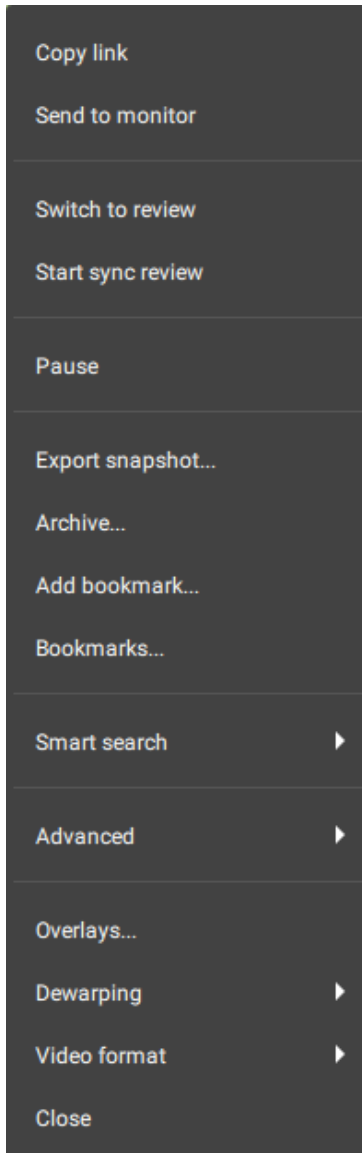 Copy link
Send to monitor
Switch to review
Start sync review
Pause
Export snapshot...
Archive...
Add bookmark...
Bookmarks...
Smart search
Advanced
Overlays...
Dewarping
Video format
Close